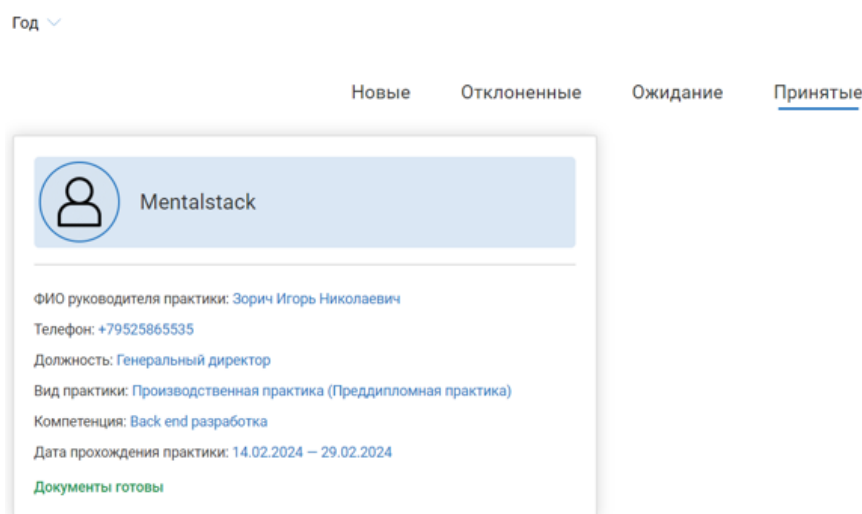 Год
Новые Отклоненные Ожидание Принятые
Mentalstack
ФИО руководителя практики: Зорич Игорь Николаевич
Телефон: +79525865535
Должность: Генеральный директор
Вид практики: Производственная практика (Преддипломная практика)
Компетенция: Back end разработка
Дата прохождения практики: 14.02.2024 — 29.02.2024
Документы готовы